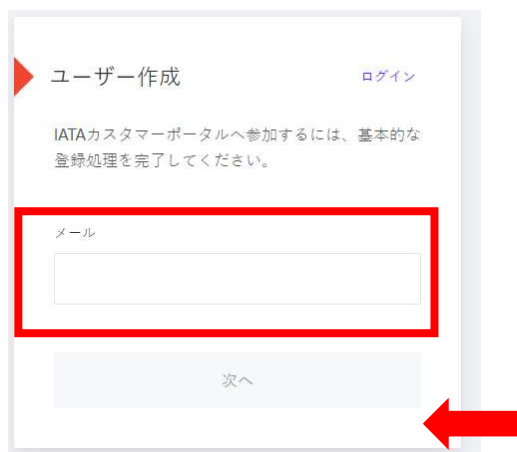 ユーザー作成
ログイン
IATAカスタマーポータルへ参加するには、基本的な
登録処理を完了してください。
メール
次へ